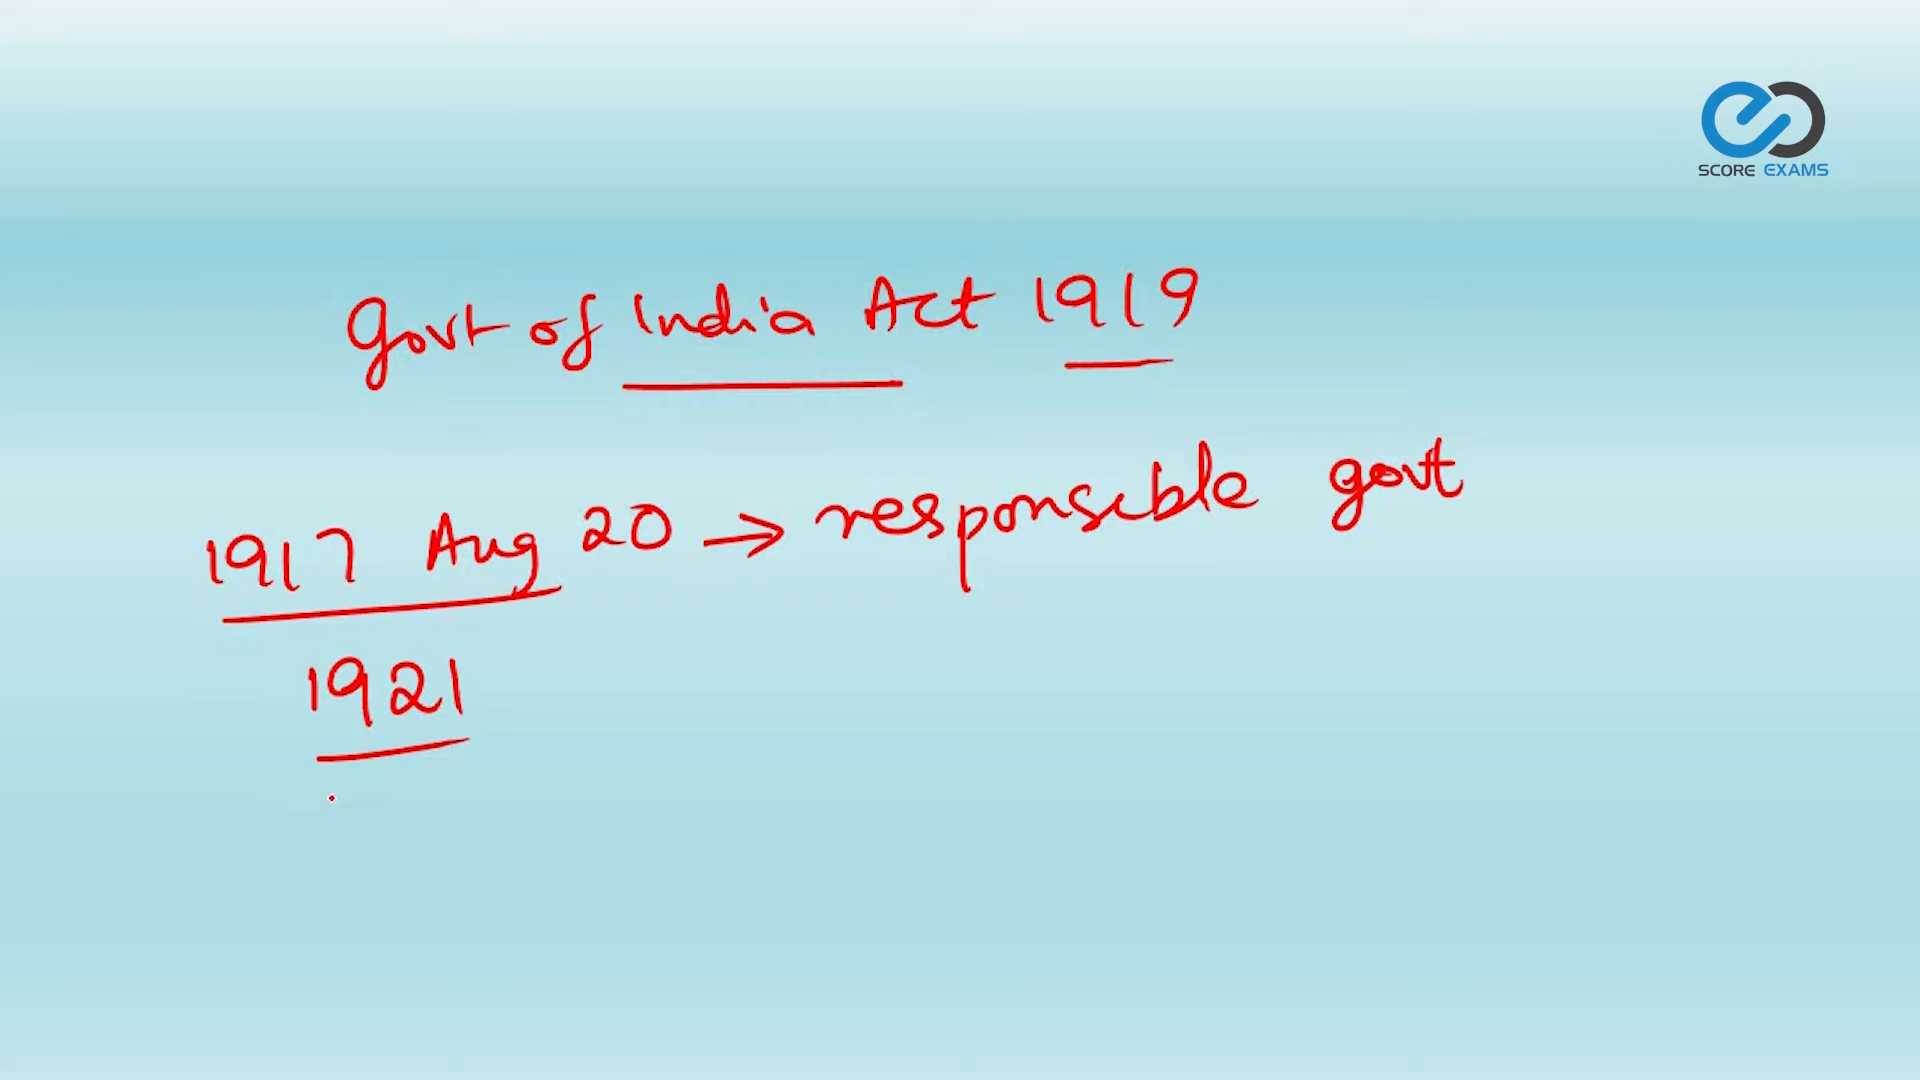 SCORE EXAMS
Govt of India Act 1919
1917 Aug 20 → responsible govt
1921